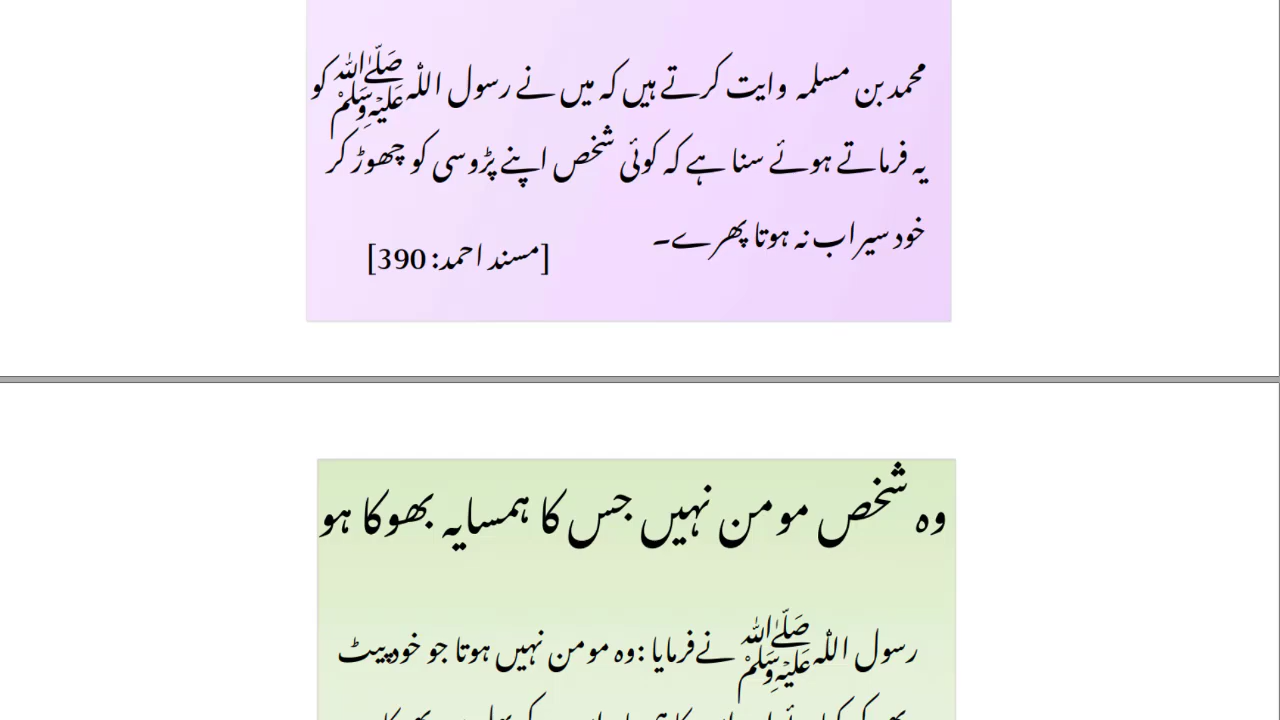 محمد بن مسلمہ وایت کرتے ہیں کہ میں نے رسول اللہ ﷺ کو
یہ فرماتے ہوئے سنا ہے کہ کوئی شخص اپنے پڑوسی کو چھوڑ کر
خود سیراب نہ ہوتا پھرے۔
[مسند احمد: 390]
وہ شخص مومن نہیں جس کا ہمسایہ بھوکا ہو
رسول اللہ ﷺ نے فرمایا: وہ مومن نہیں ہوتا جو خود پیٹ